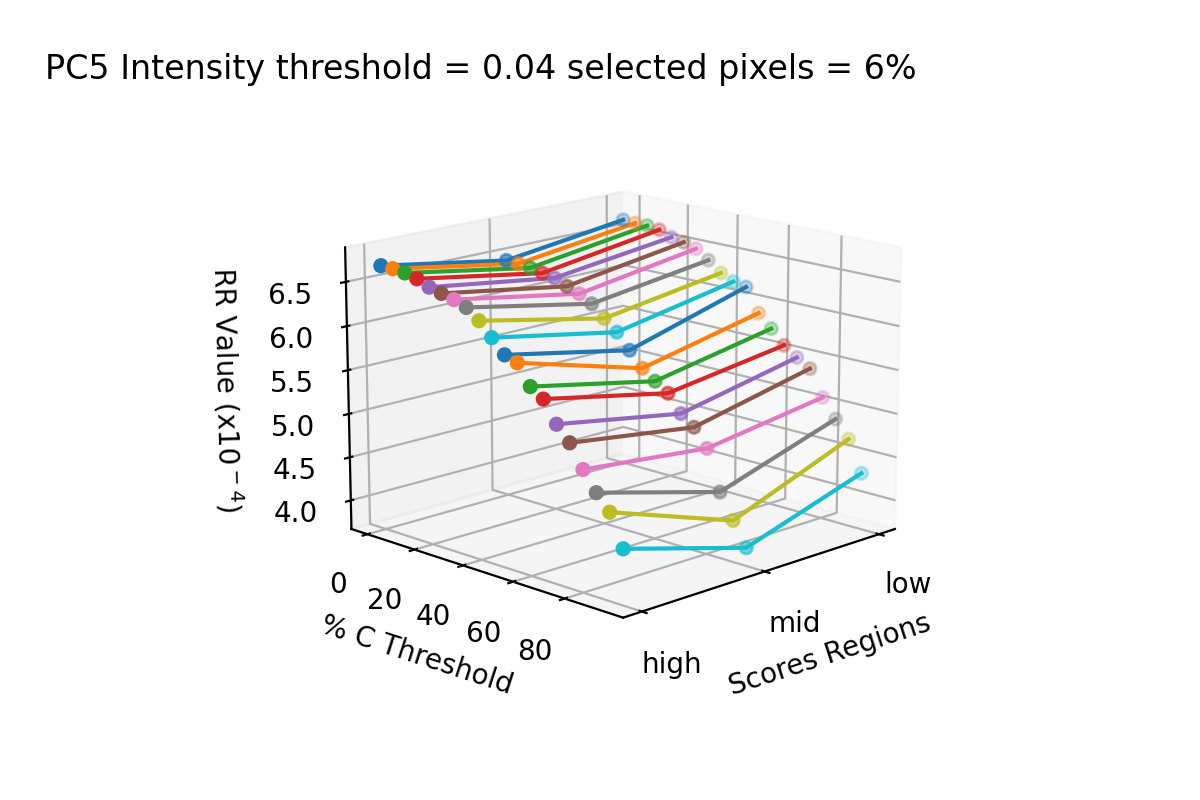 PC5 Intensity threshold = 0.04 selected pixels = 6%
RR Value (x10⁻⁴)
6.5
6.0
5.5
5.0
4.5
4.0
0
20
40
60
80
% C Threshold
high
mid
low
Scores Regions